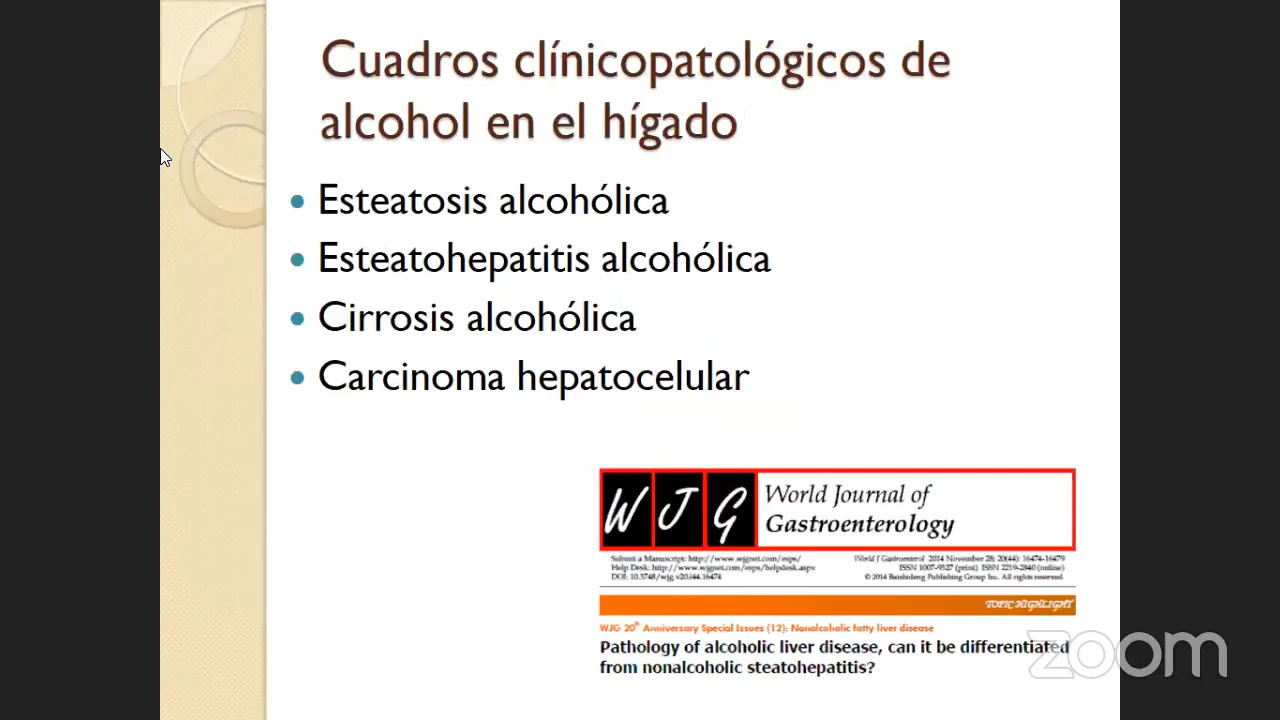 Cuadros clínicopatológicos de
alcohol en el hígado
• Esteatosis alcohólica
• Esteatohepatitis alcohólica
• Cirrosis alcohólica
• Carcinoma hepatocelular
WJG
World Journal of
Gastroenterology
Submit a Manuscript: http://www.wjgnet.com/esps/
Help Desk: http://www.wjgnet.com/esps/helpdesk.aspx
DOI: 10.3748/wjg.v20.i44.16474
World J Gastroenterol 2014 November 28; 20(44): 16474-16479
ISSN 1007-9327 (print) ISSN 2219-2840 (online)
© 2014 Baishideng Publishing Group Inc. All rights reserved.
TOPIC HIGHLIGHT
WJG 20th Anniversary Special Issues (12): Nonalcoholic fatty liver disease
Pathology of alcoholic liver disease, can it be differentiated
from nonalcoholic steatohepatitis?
zoom